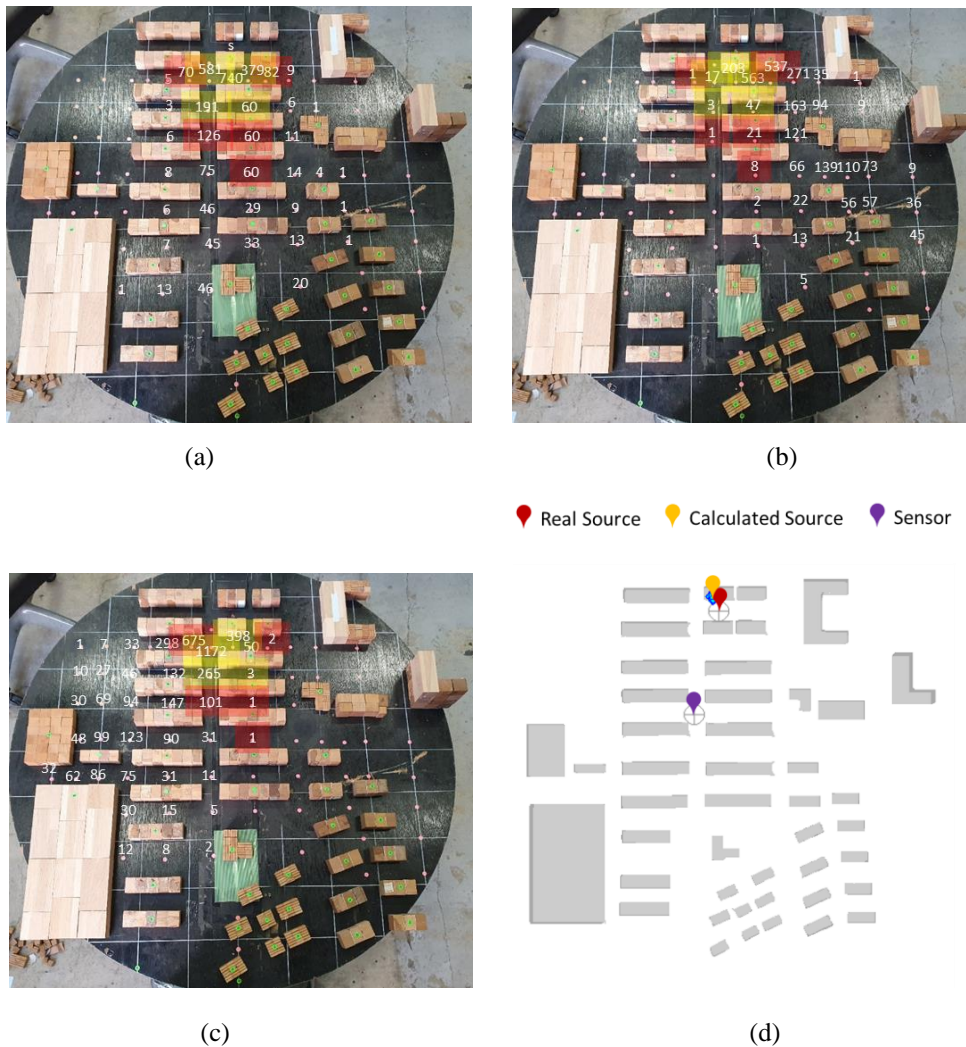 s
70 581 379 82 9
5 740
3 191 60 6 1
6 126 60 11
8 75 60 14 4 1
6 46 29 9 1
7 45 33 13 1
1 13 46 20
(a)
203 537
1 17 563 271 35 1
3 47 163 94 9
1 21 121
8 66 139 110 73 9
2 22 56 57 36
1 13 21 45
5
(b)
Real Source Calculated Source Sensor
1 7 33 298 675 398 2
1172 50
10 27 46 132 265 3
30 69 94 147 101 1
48 99 123 90 31 1
32 62 86 75 31 11
30 15 5
12 8 2
(c)
(d)